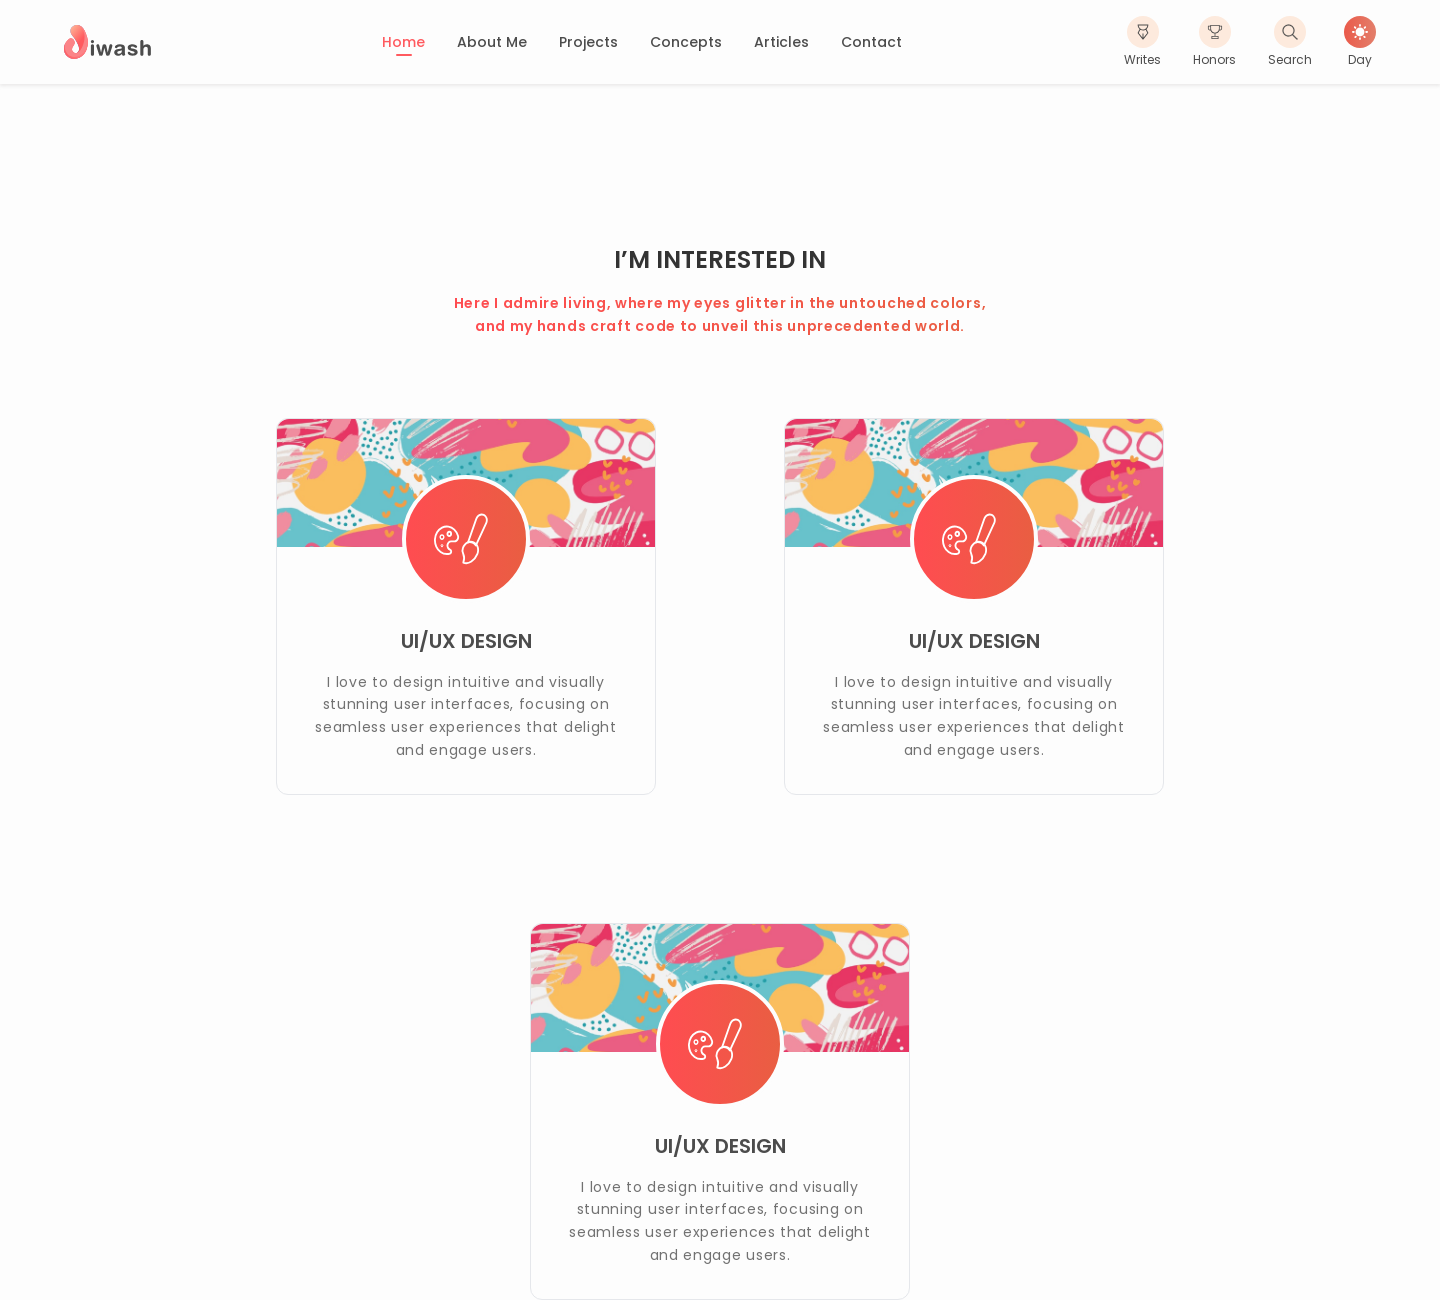 iwash
Home
About Me
Projects
Concepts
Articles
Contact
Writes
Honors
Search
Day
I’M INTERESTED IN
Here I admire living, where my eyes glitter in the untouched colors,
and my hands craft code to unveil this unprecedented world.
UI/UX DESIGN
I love to design intuitive and visually
stunning user interfaces, focusing on
seamless user experiences that delight
and engage users.
UI/UX DESIGN
I love to design intuitive and visually
stunning user interfaces, focusing on
seamless user experiences that delight
and engage users.
UI/UX DESIGN
I love to design intuitive and visually
stunning user interfaces, focusing on
seamless user experiences that delight
and engage users.